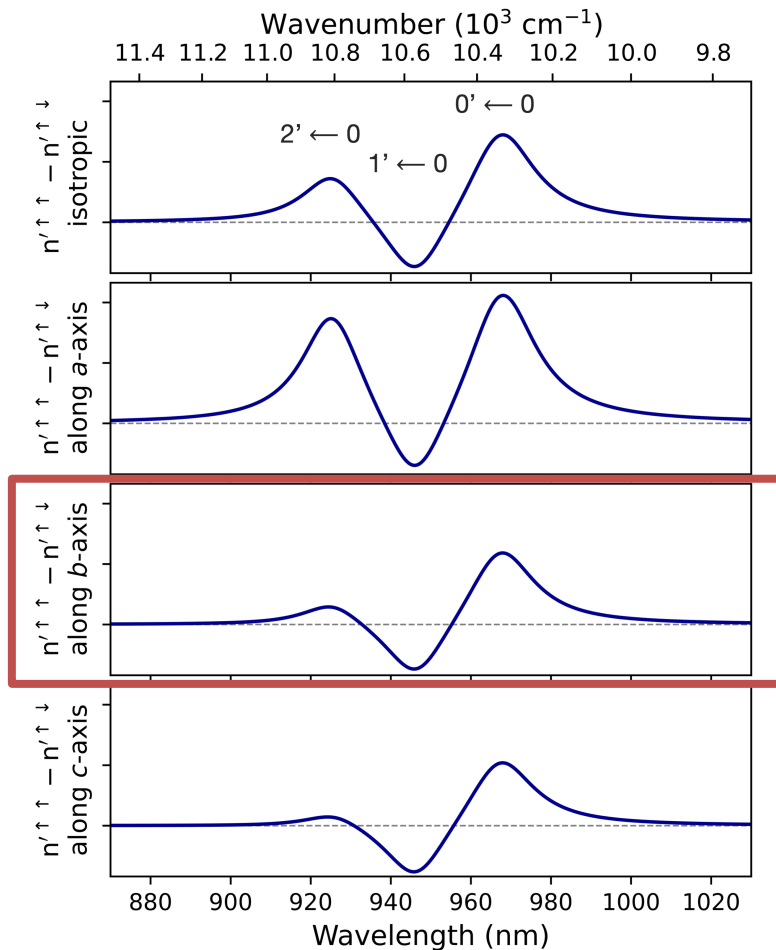 Wavenumber (10³ cm⁻¹)
11.4 11.2 11.0 10.8 10.6 10.4 10.2 10.0 9.8
n′↑↑ − n′↑↓
isotropic
2' ← 0
1' ← 0
0' ← 0
n′↑↑ − n′↑↓
along a-axis
n′↑↑ − n′↑↓
along b-axis
n′↑↑ − n′↑↓
along c-axis
880 900 920 940 960 980 1000 1020
Wavelength (nm)